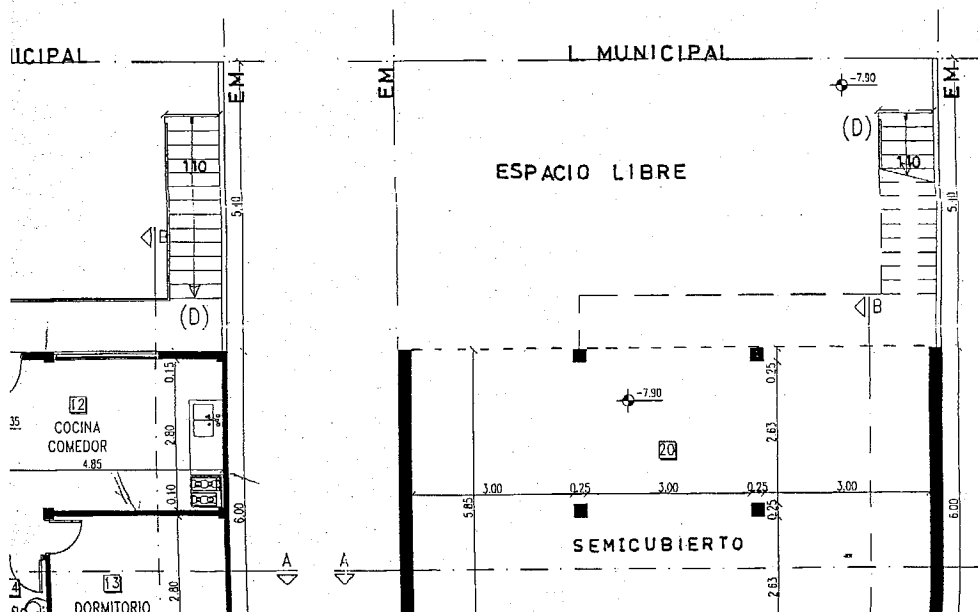 UCIPAL
EM
1.10
5.10
B
(D)
0.15
12
COCINA
COMEDOR
35
2.80
4.85
0.10
6.00
A
13
DORMITORIO
2.80
4
L MUNICIPAL
EM
EM
-7.90
(D)
1.10
ESPACIO LIBRE
5.10
B
0.25
-7.90
2.63
20
3.00
0.25
3.00
0.25
3.00
5.85
0.25
6.00
SEMICUBIERTO
A
2.63